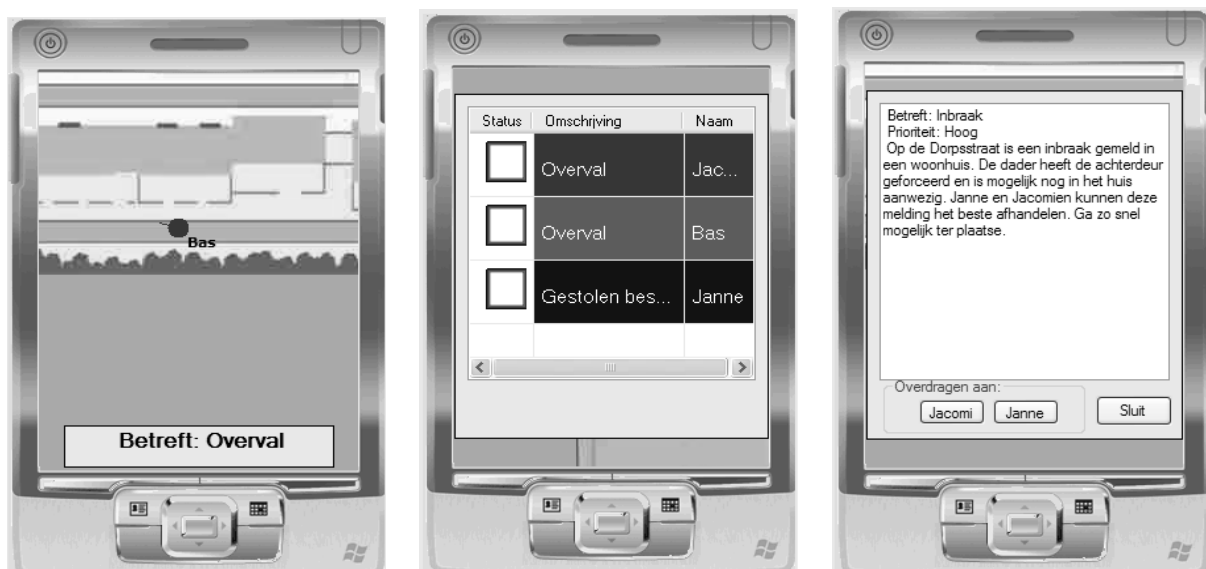 Bas
Betreft: Overval
Status Omschrijving Naam
Overval Jac...
Overval Bas
Gestolen bes... Janne
Betreft: Inbraak
Prioriteit: Hoog
Op de Dorpsstraat is een inbraak gemeld in
een woonhuis. De dader heeft de achterdeur
geforceerd en is mogelijk nog in het huis
aanwezig. Janne en Jacomien kunnen deze
melding het beste afhandelen. Ga zo snel
mogelijk ter plaatse.
Overdragen aan:
Jacomi Janne Sluit